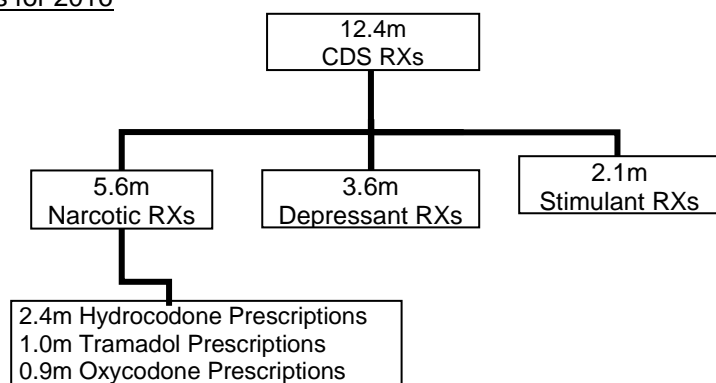 for 2016
12.4m
CDS RXs
5.6m
Narcotic RXs
3.6m
Depressant RXs
2.1m
Stimulant RXs
2.4m Hydrocodone Prescriptions
1.0m Tramadol Prescriptions
0.9m Oxycodone Prescriptions